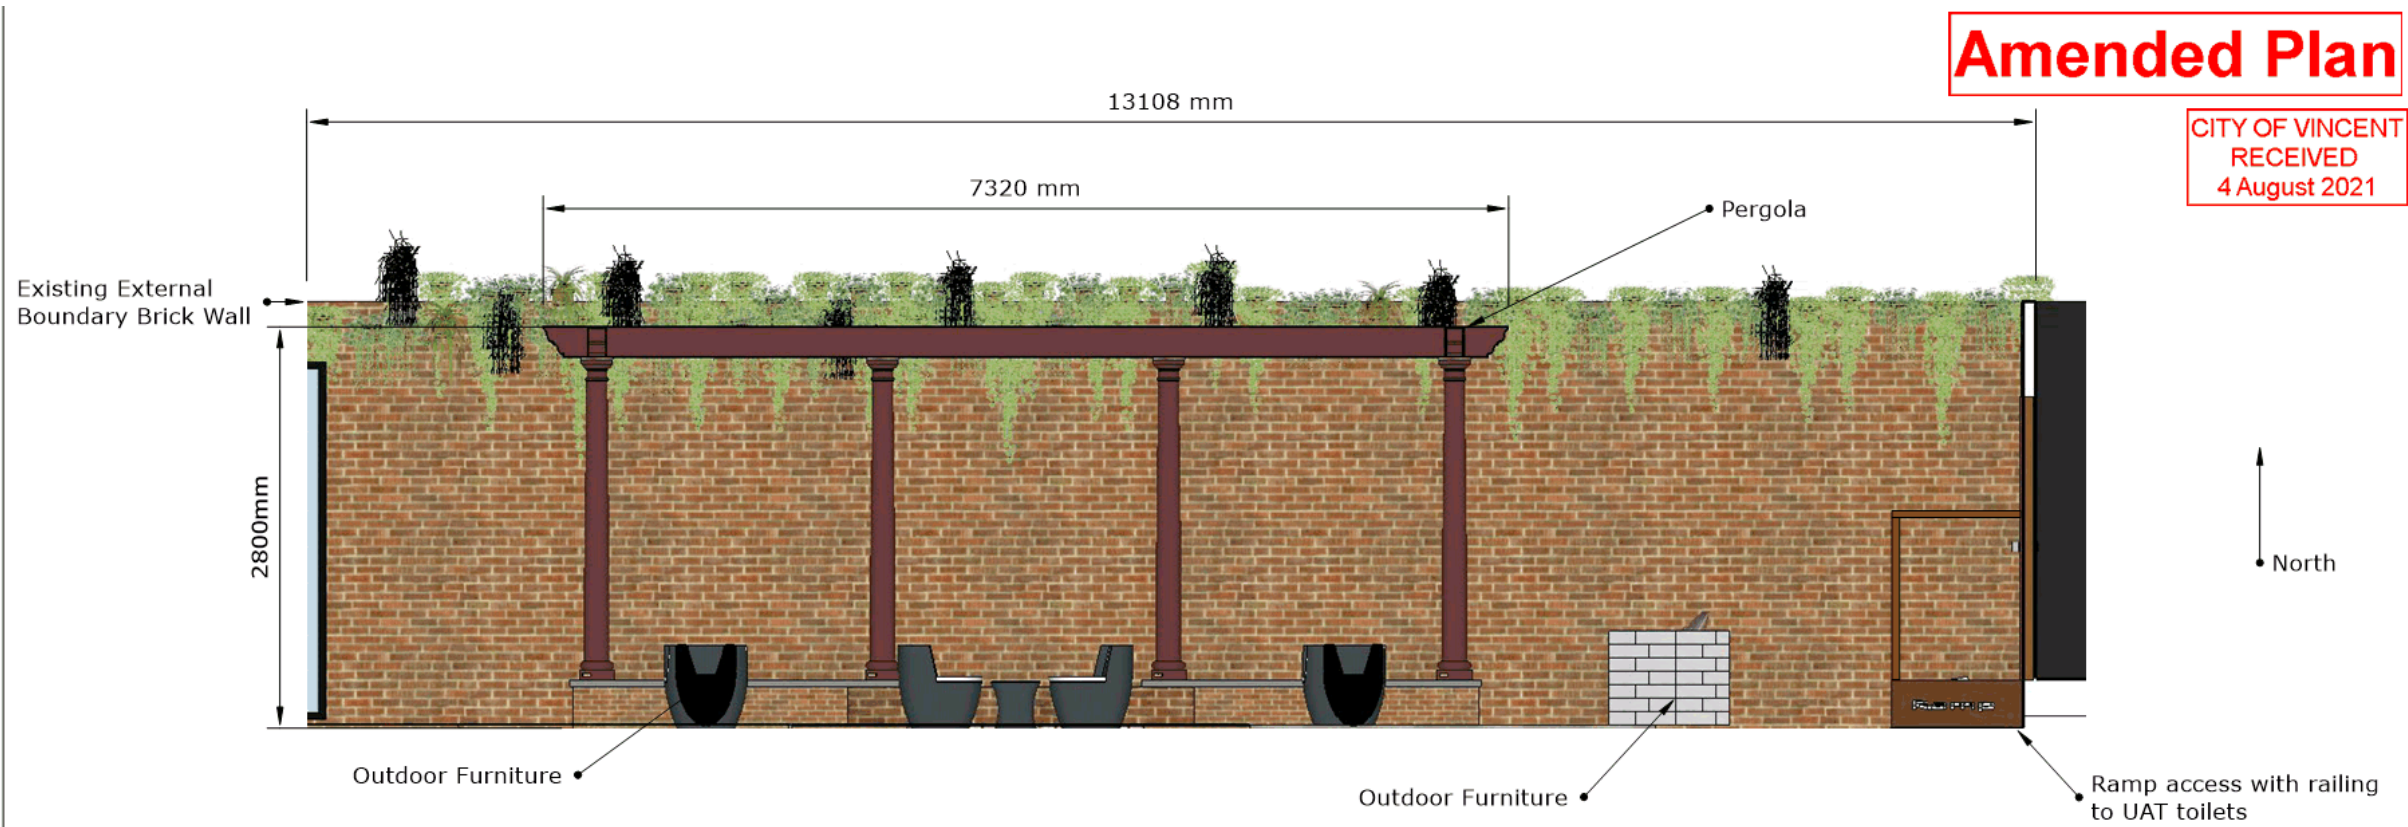 Amended Plan
CITY OF VINCENT
RECEIVED
4 August 2021
13108 mm
7320 mm
Pergola
Existing External
Boundary Brick Wall
2800mm
North
Outdoor Furniture
Outdoor Furniture
Ramp access with railing
to UAT toilets